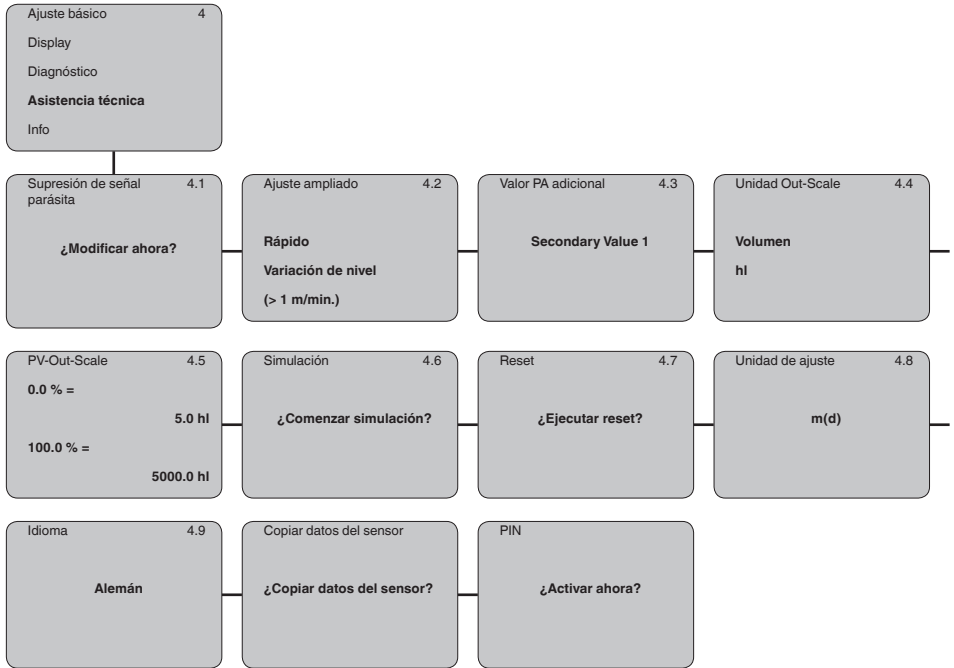 Ajuste básico 4
Display
Diagnóstico
Asistencia técnica
Info
Supresión de señal 4.1
parásita
¿Modificar ahora?
Ajuste ampliado 4.2
Rápido
Variación de nivel
(> 1 m/min.)
Valor PA adicional 4.3
Secondary Value 1
Unidad Out-Scale 4.4
Volumen
hl
PV-Out-Scale 4.5
0.0 % =
5.0 hl
100.0 % =
5000.0 hl
Simulación 4.6
¿Comenzar simulación?
Reset 4.7
¿Ejecutar reset?
Unidad de ajuste 4.8
m(d)
Idioma 4.9
Alemán
Copiar datos del sensor
¿Copiar datos del sensor?
PIN
¿Activar ahora?